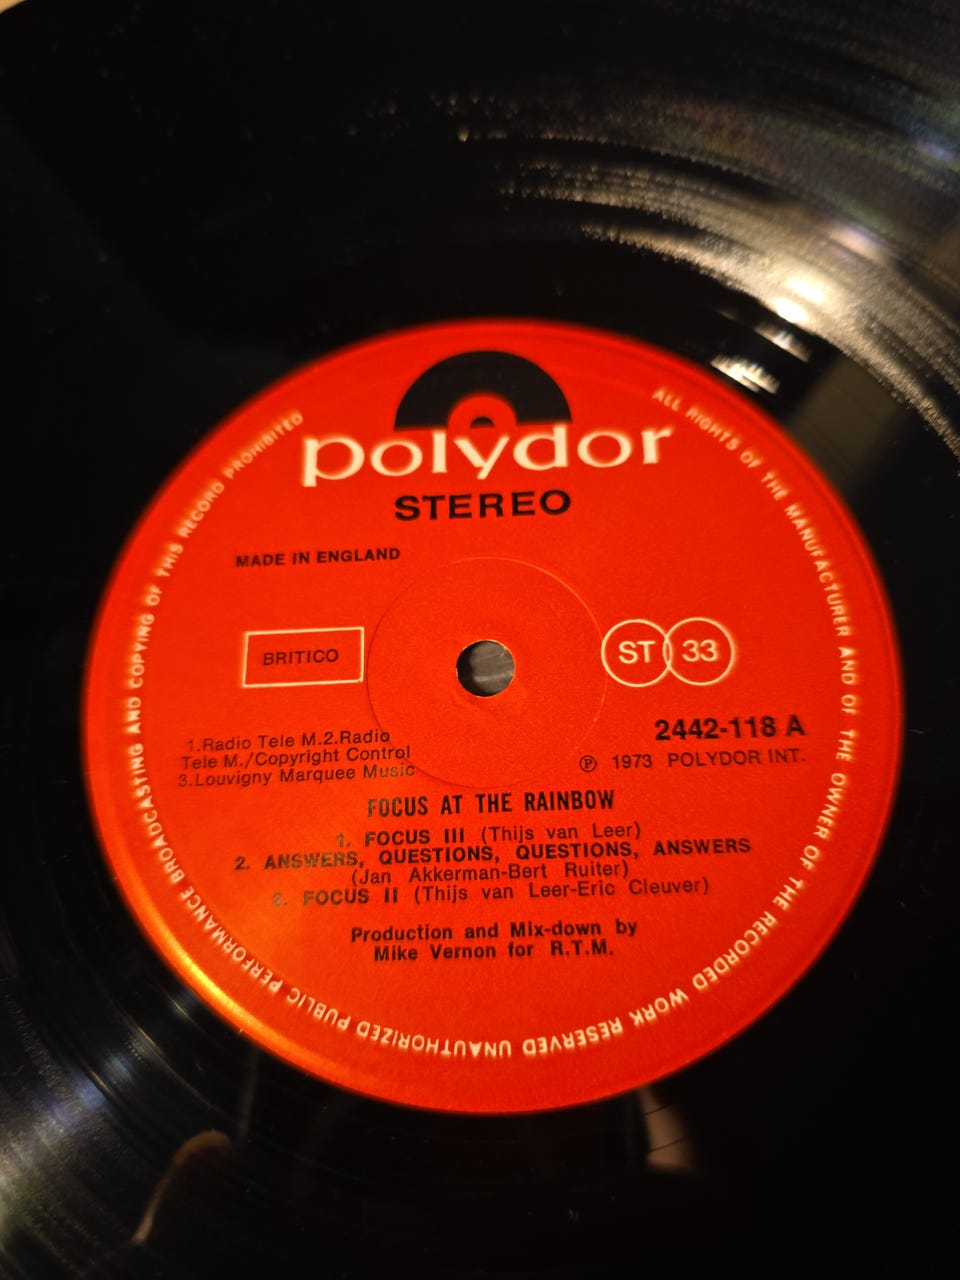 polydor
STEREO
MADE IN ENGLAND
BRITICO
ST 33
2442-118 A
1.Radio Tele M.2.Radio
Tele M./Copyright Control
3.Louvigny Marquee Music
℗ 1973 POLYDOR INT.
FOCUS AT THE RAINBOW
1. FOCUS III (Thijs van Leer)
2. ANSWERS, QUESTIONS, QUESTIONS, ANSWERS
(Jan Akkerman-Bert Ruiter)
3. FOCUS II (Thijs van Leer-Eric Cleuver)
Production and Mix-down by
Mike Vernon for R.T.M.
ALL RIGHTS OF THE MANUFACTURER AND OF THE OWNER OF THE RECORDED WORK RESERVED UNAUTHORIZED PUBLIC PERFORMANCE BROADCASTING AND COPYING OF THIS RECORD PROHIBITED